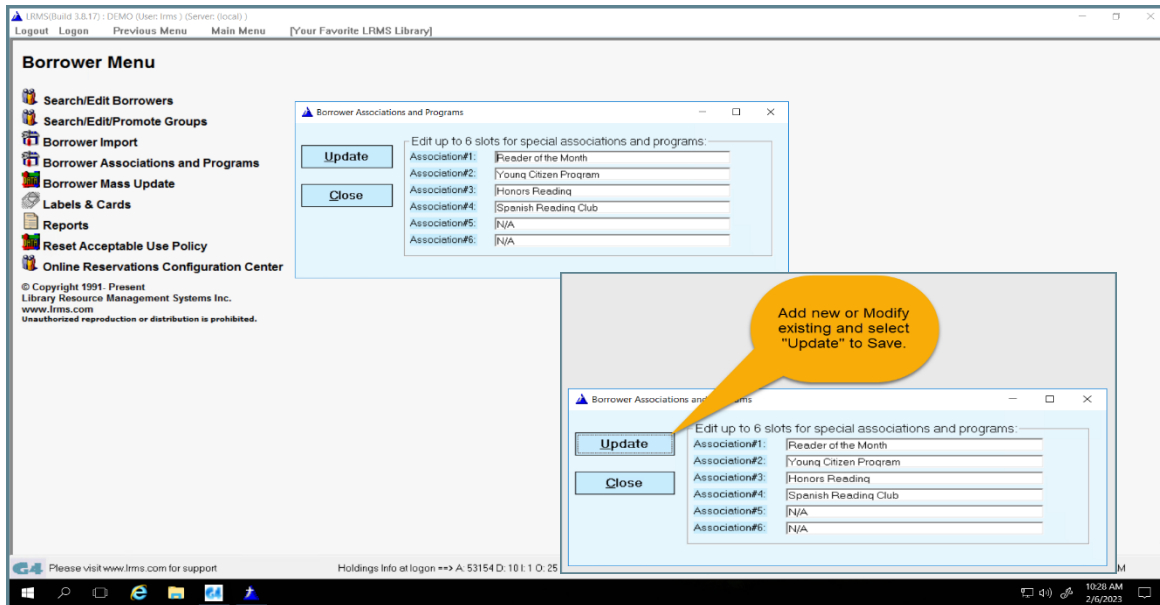 LRMS(Build 3.8.17) : DEMO (User: lrms ) (Server: (local) )
Logout Logon Previous Menu Main Menu [Your Favorite LRMS Library]
Borrower Menu
Search/Edit Borrowers
Search/Edit/Promote Groups
Borrower Import
Borrower Associations and Programs
Borrower Mass Update
Labels & Cards
Reports
Reset Acceptable Use Policy
Online Reservations Configuration Center
© Copyright 1991- Present
Library Resource Management Systems Inc.
www.lrms.com
Unauthorized reproduction or distribution is prohibited.
Borrower Associations and Programs
Edit up to 6 slots for special associations and programs:
Update
Close
Association#1: Reader of the Month
Association#2: Young Citizen Program
Association#3: Honors Reading
Association#4: Spanish Reading Club
Association#5: N/A
Association#6: N/A
Add new or Modify
existing and select
"Update" to Save.
Borrower Associations and
Edit up to 6 slots for special associations and programs:
Update
Close
Association#1: Reader of the Month
Association#2: Young Citizen Program
Association#3: Honors Reading
Association#4: Spanish Reading Club
Association#5: N/A
Association#6: N/A
G4 Please visit www.lrms.com for support Holdings Info at logon ==> A: 53154 D: 10 I: 1 O: 25 M
10:28 AM
2/6/2023